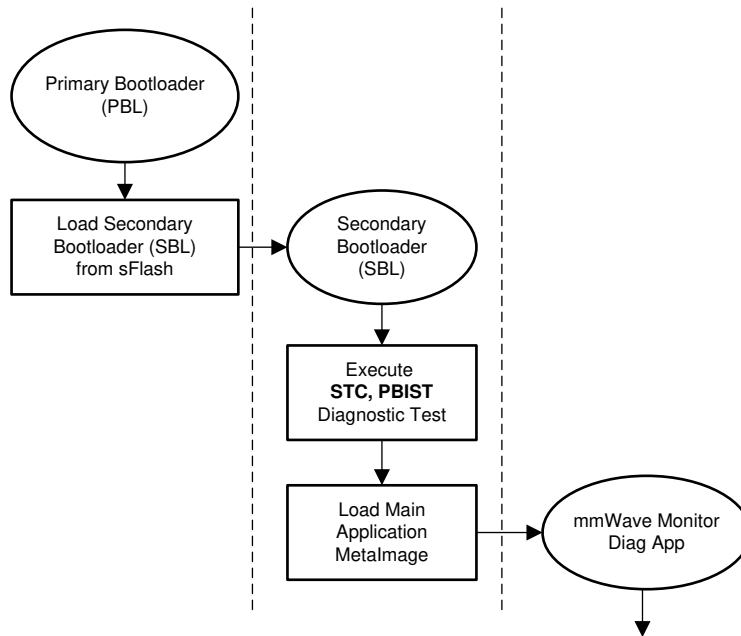 Primary Bootloader
(PBL)
Load Secondary
Bootloader (SBL)
from sFlash
Secondary
Bootloader
(SBL)
Execute
STC, PBIST
Diagnostic Test
Load Main
Application
MetaImage
mmWave Monitor
Diag App